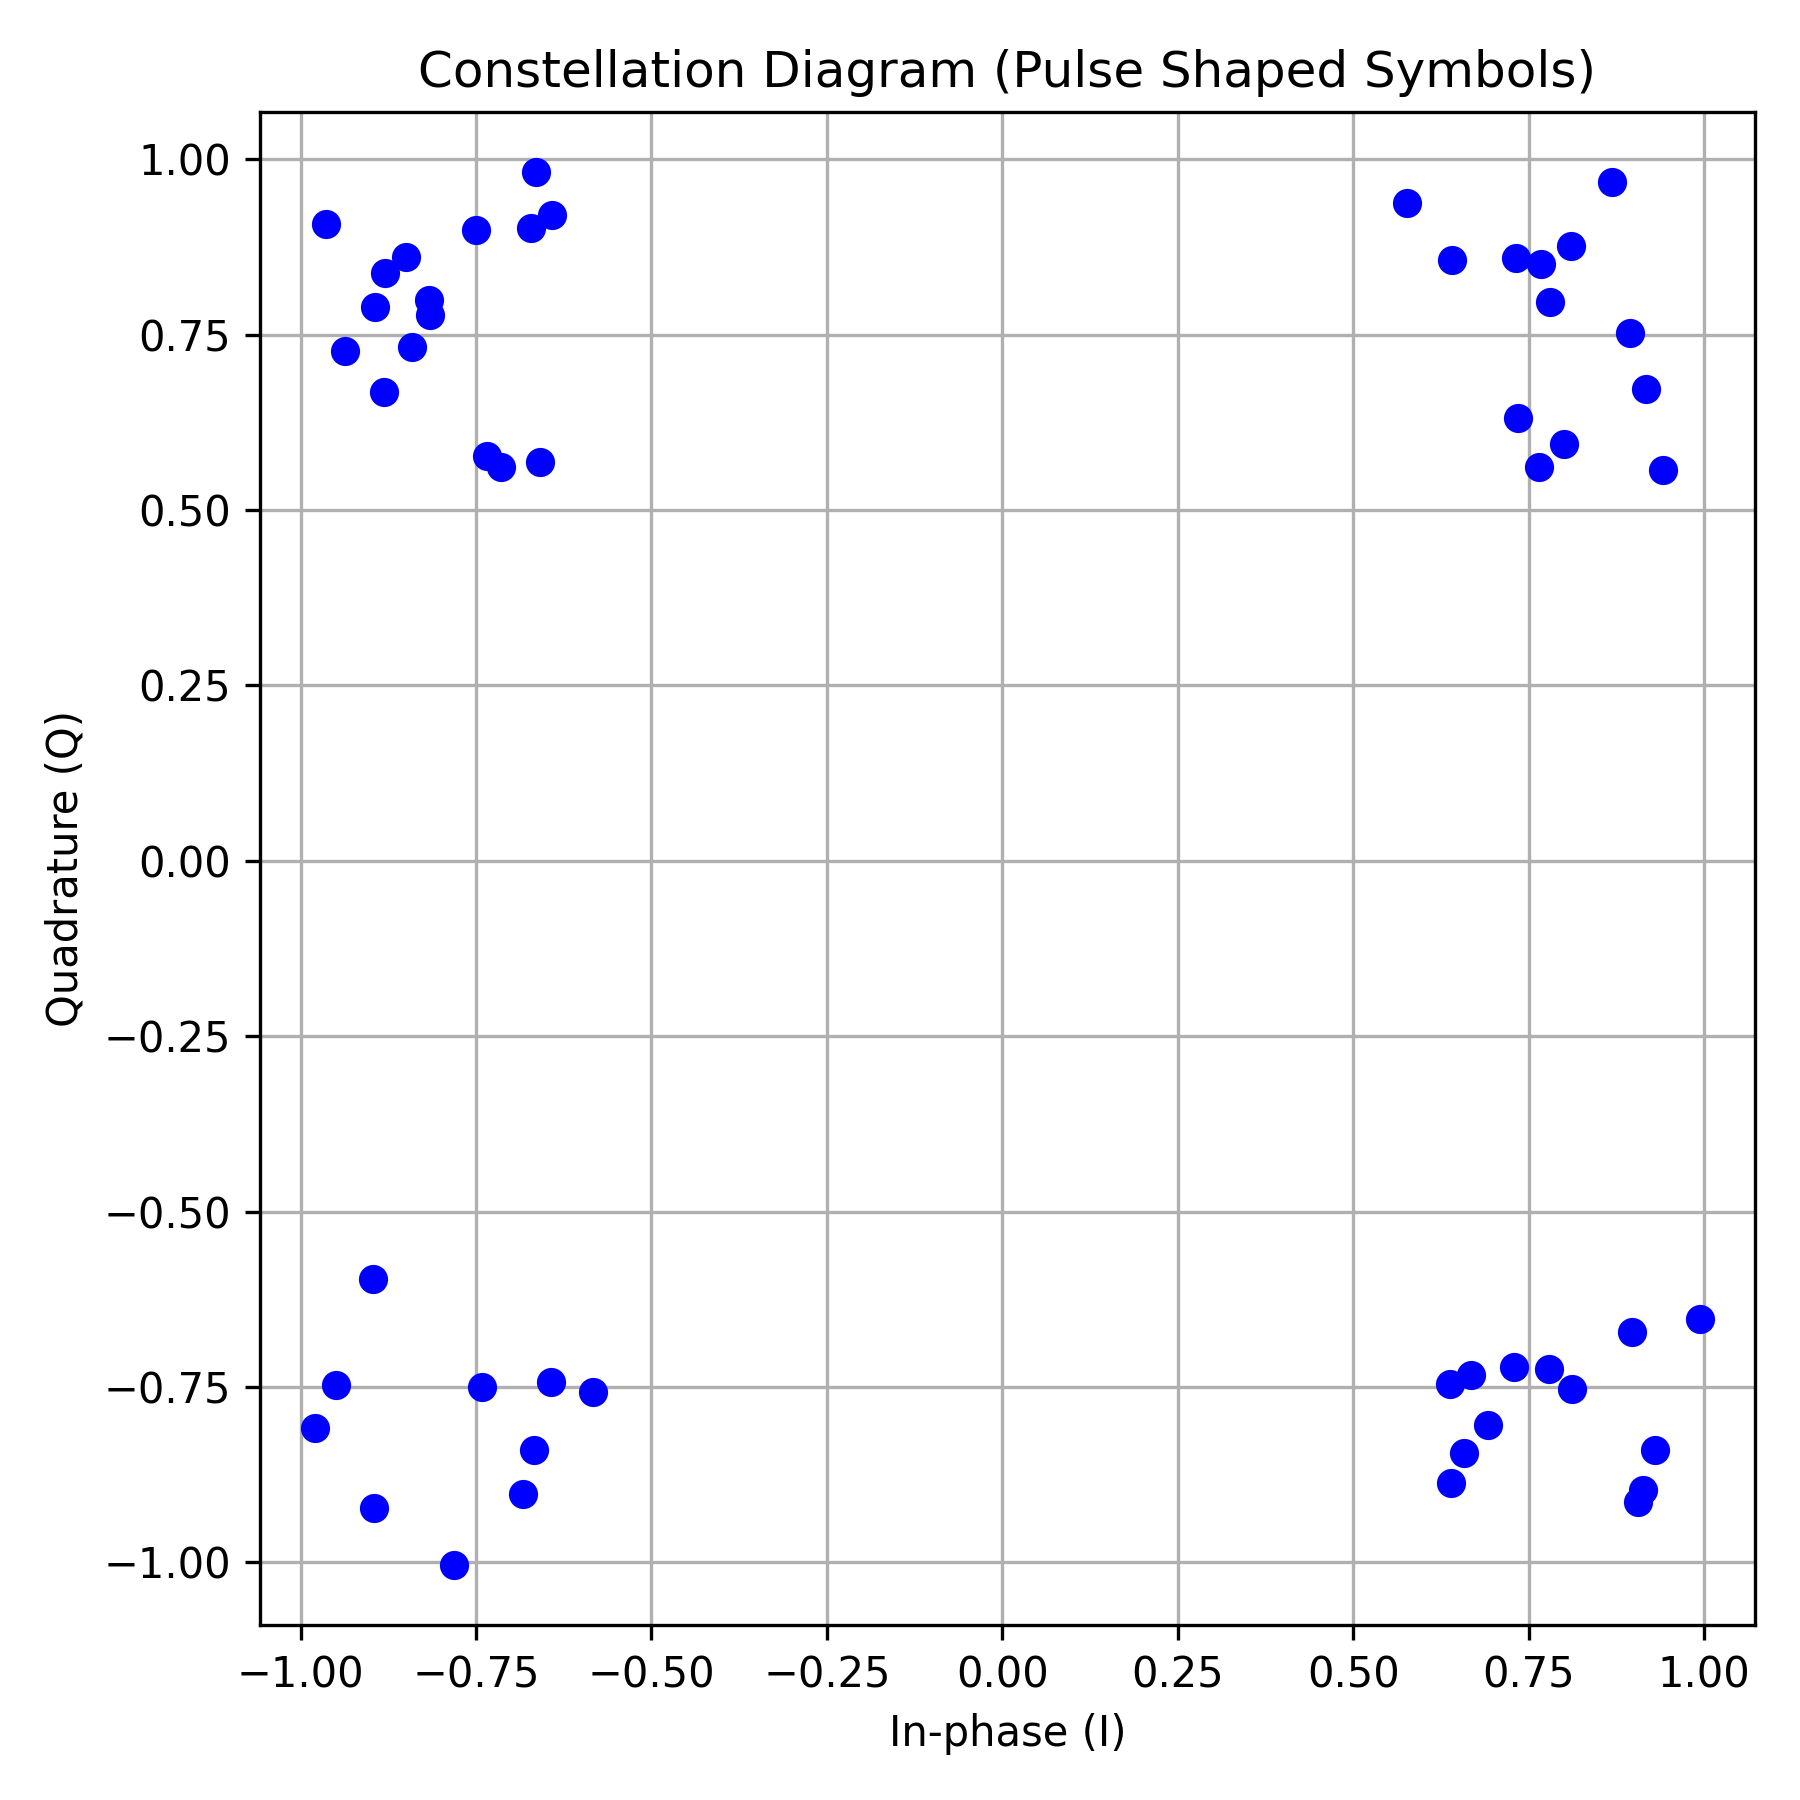 Constellation Diagram (Pulse Shaped Symbols)
1.00
0.75
0.50
0.25
0.00
−0.25
−0.50
−0.75
−1.00
Quadrature (Q)
−1.00 −0.75 −0.50 −0.25 0.00 0.25 0.50 0.75 1.00
In-phase (I)